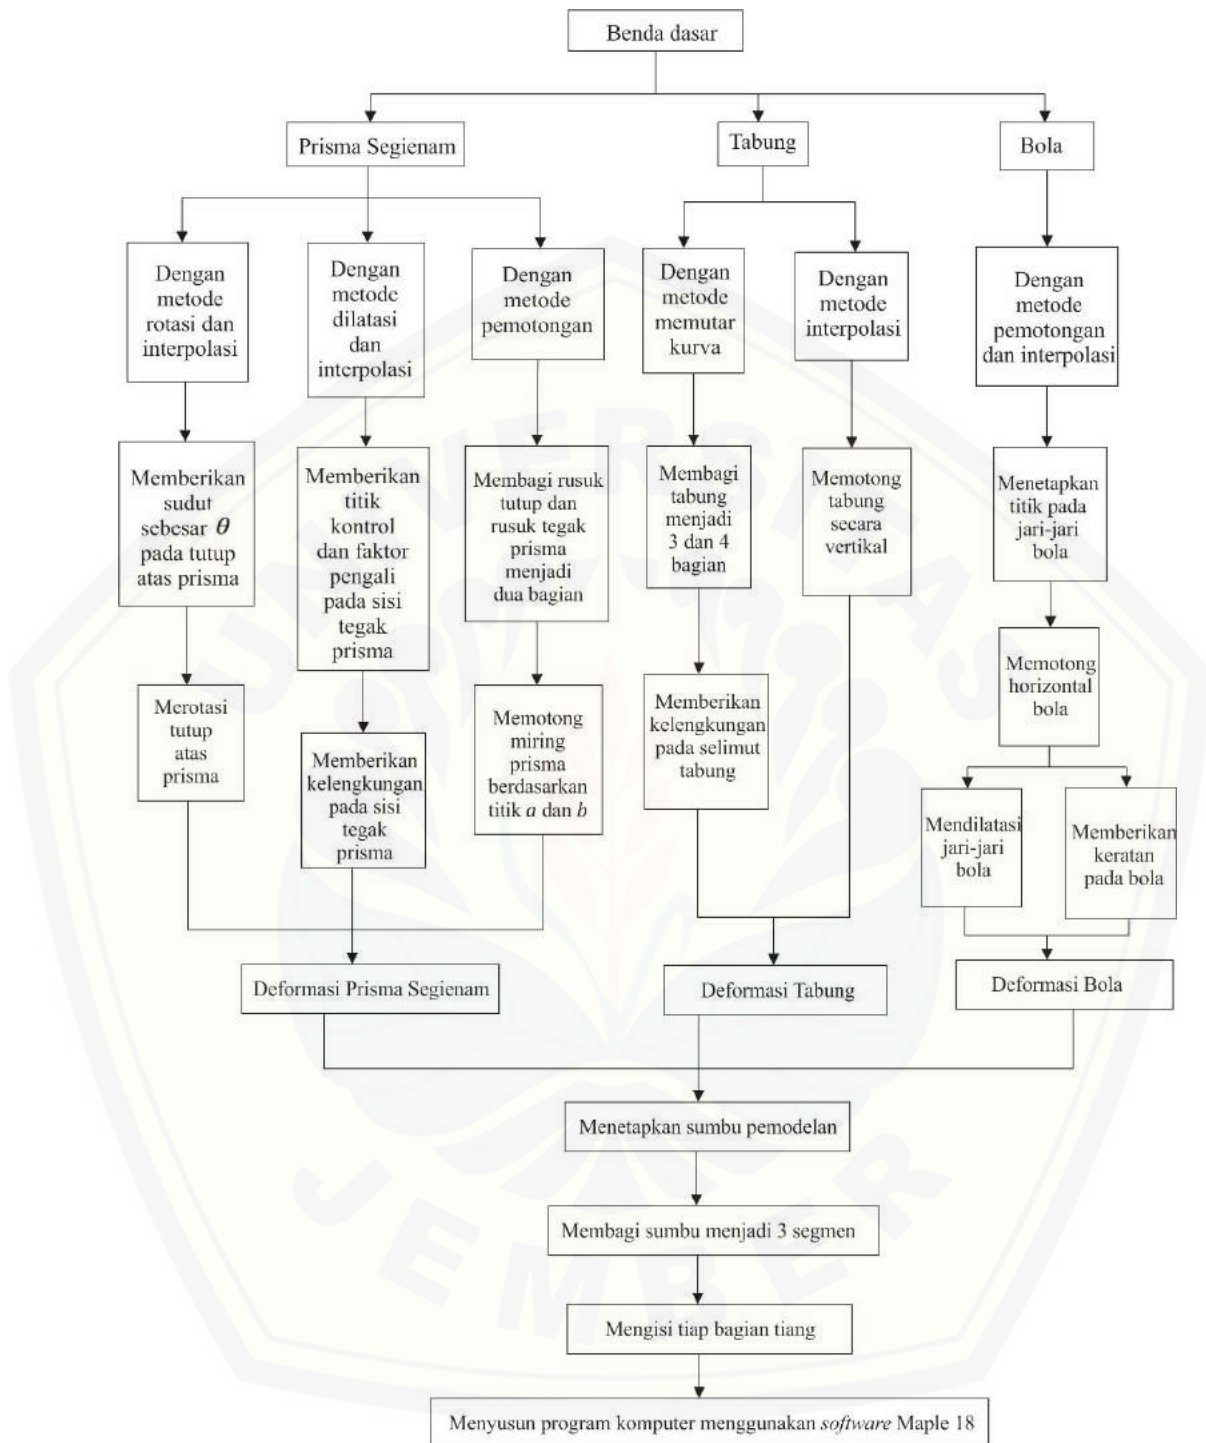 Benda dasar
Prisma Segienam
Tabung
Bola
Dengan
metode
rotasi dan
interpolasi
Dengan
metode
dilatasi
dan
interpolasi
Dengan
metode
pemotongan
Dengan
metode
memutar
kurva
Dengan
metode
interpolasi
Dengan
metode
pemotongan
dan interpolasi
Memberikan
sudut
sebesar θ
pada tutup
atas prisma
Memberikan
titik
kontrol
dan faktor
pengali
pada sisi
tegak
prisma
Membagi rusuk
tutup dan
rusuk tegak
prisma
menjadi
dua bagian
Membagi
tabung
menjadi
3 dan 4
bagian
Memotong
tabung
secara
vertikal
Menetapkan
titik pada
jari-jari
bola
Merotasi
tutup
atas
prisma
Memberikan
kelengkungan
pada sisi
tegak
prisma
Memotong
miring
prisma
berdasarkan
titik a dan b
Memberikan
kelengkungan
pada selimut
tabung
Memotong
horizontal
bola
Mendilatasi
jari-jari
bola
Memberikan
keratan
pada bola
Deformasi Prisma Segienam
Deformasi Tabung
Deformasi Bola
Menetapkan sumbu pemodelan
Membagi sumbu menjadi 3 segmen
Mengisi tiap bagian tiang
Menyusun program komputer menggunakan software Maple 18
UNIVERSITAS
JEMBER